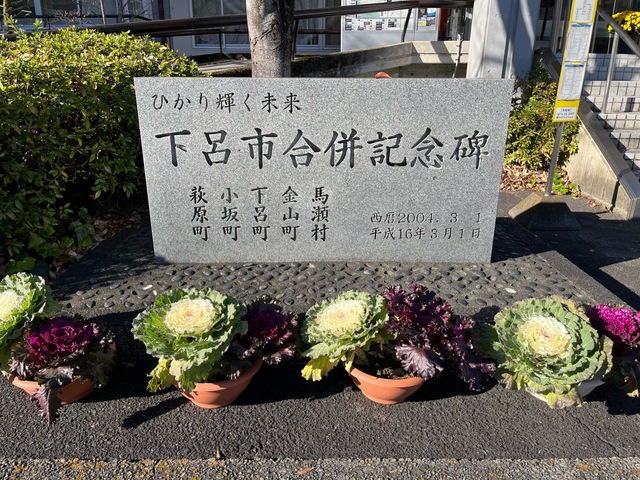 ひかり輝く未来
下呂市合併記念碑
萩原町
小坂町
下呂町
金山町
馬瀬村
西暦2004.3.1
平成16年3月1日